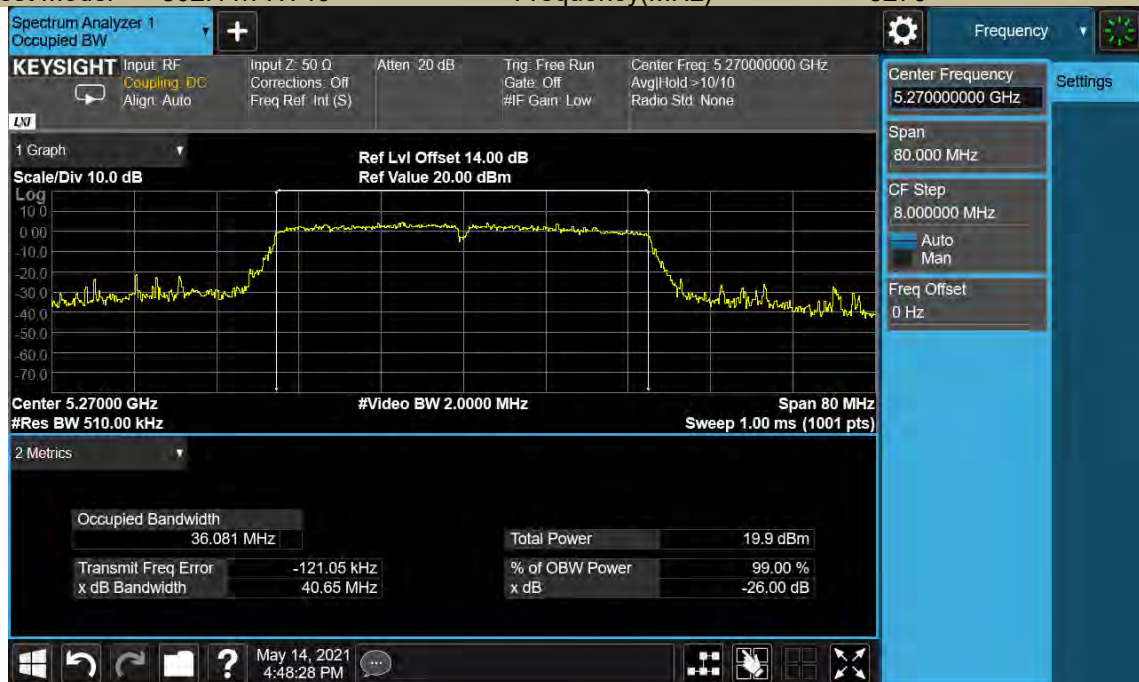 Frequency(MHz)
Spectrum Analyzer 1
Occupied BW
Frequency
KEYSIGHT
Input: RF
Coupling: DC
Align: Auto
Input Z: 50 Ω
Corrections: Off
Freq Ref: Int (S)
Atten: 20 dB
Trig: Free Run
Gate: Off
#IF Gain: Low
Center Freq: 5.270000000 GHz
Avg|Hold:>10/10
Radio Std: None
LXI
Center Frequency
5.270000000 GHz
Settings
Span
80.000 MHz
CF Step
8.000000 MHz
Auto
Man
Freq Offset
0 Hz
1 Graph
Scale/Div 10.0 dB
Ref Lvl Offset 14.00 dB
Ref Value 20.00 dBm
Log
10.0
0.00
-10.0
-20.0
-30.0
-40.0
-50.0
-60.0
-70.0
Center 5.27000 GHz
#Video BW 2.0000 MHz
Span 80 MHz
#Res BW 510.00 kHz
Sweep 1.00 ms (1001 pts)
2 Metrics
Occupied Bandwidth
36.081 MHz
Total Power 19.9 dBm
Transmit Freq Error -121.05 kHz
% of OBW Power 99.00 %
x dB Bandwidth 40.65 MHz
x dB -26.00 dB
May 14, 2021
4:48:28 PM